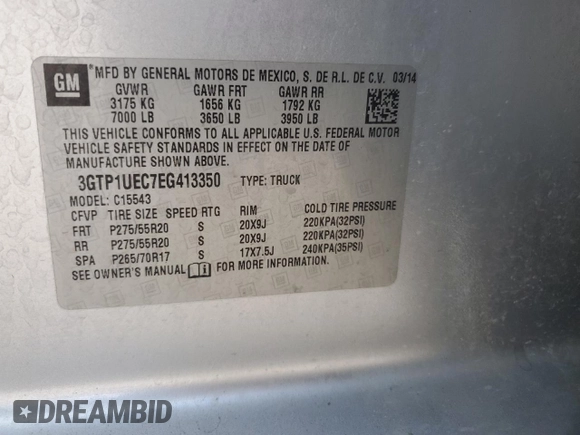 GM MFD BY GENERAL MOTORS DE MEXICO, S. DE R.L. DE C.V. 03/14
GVWR GAWR FRT GAWR RR
3175 KG 1656 KG 1792 KG
7000 LB 3650 LB 3950 LB
THIS VEHICLE CONFORMS TO ALL APPLICABLE U.S. FEDERAL MOTOR
VEHICLE SAFETY STANDARDS IN EFFECT ON THE DATE OF
MANUFACTURE SHOWN ABOVE.
3GTP1UEC7EG413350 TYPE: TRUCK
MODEL: C15543
CFVP TIRE SIZE SPEED RTG RIM COLD TIRE PRESSURE
FRT P275/55R20 S 20X9J 220KPA(32PSI)
RR P275/55R20 S 20X9J 220KPA(32PSI)
SPA P265/70R17 S 17X7.5J 240KPA(35PSI)
SEE OWNER'S MANUAL FOR MORE INFORMATION.
DREAMBID